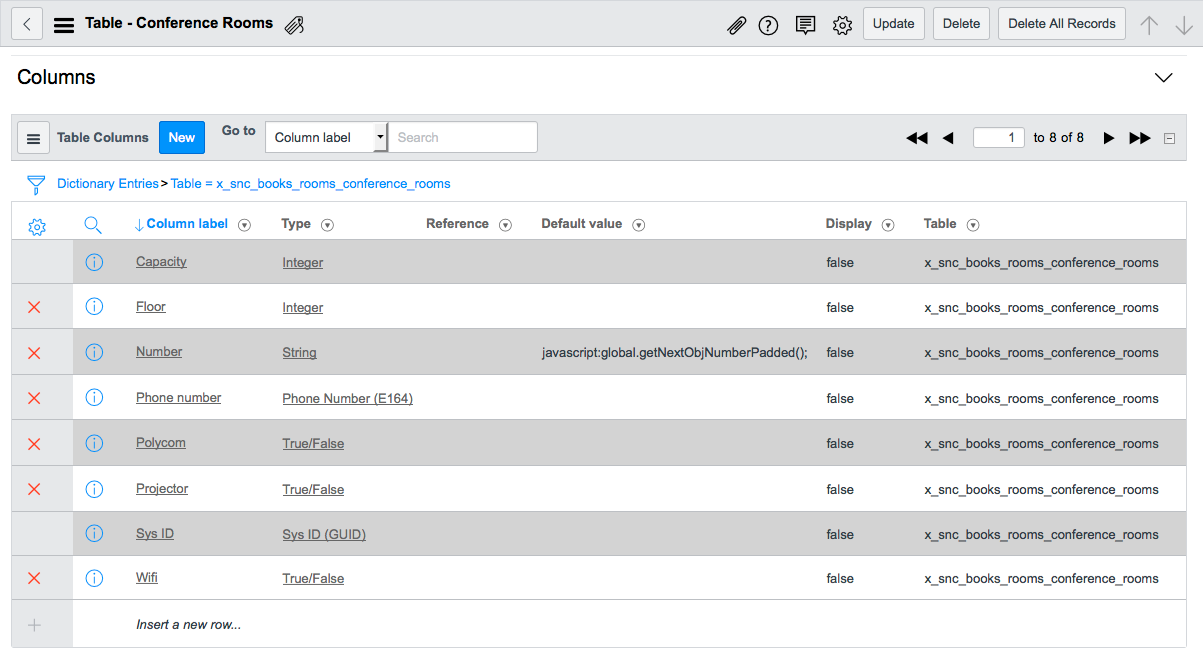 Table - Conference Rooms
Update Delete Delete All Records
Columns
Table Columns New Go to Column label Search 1 to 8 of 8
Dictionary Entries > Table = x_snc_books_rooms_conference_rooms
Column label Type Reference Default value Display Table
Capacity Integer false x_snc_books_rooms_conference_rooms
Floor Integer false x_snc_books_rooms_conference_rooms
Number String javascript:global.getNextObjNumberPadded(); false x_snc_books_rooms_conference_rooms
Phone number Phone Number (E164) false x_snc_books_rooms_conference_rooms
Polycom True/False false x_snc_books_rooms_conference_rooms
Projector True/False false x_snc_books_rooms_conference_rooms
Sys ID Sys ID (GUID) false x_snc_books_rooms_conference_rooms
Wifi True/False false x_snc_books_rooms_conference_rooms
Insert a new row...